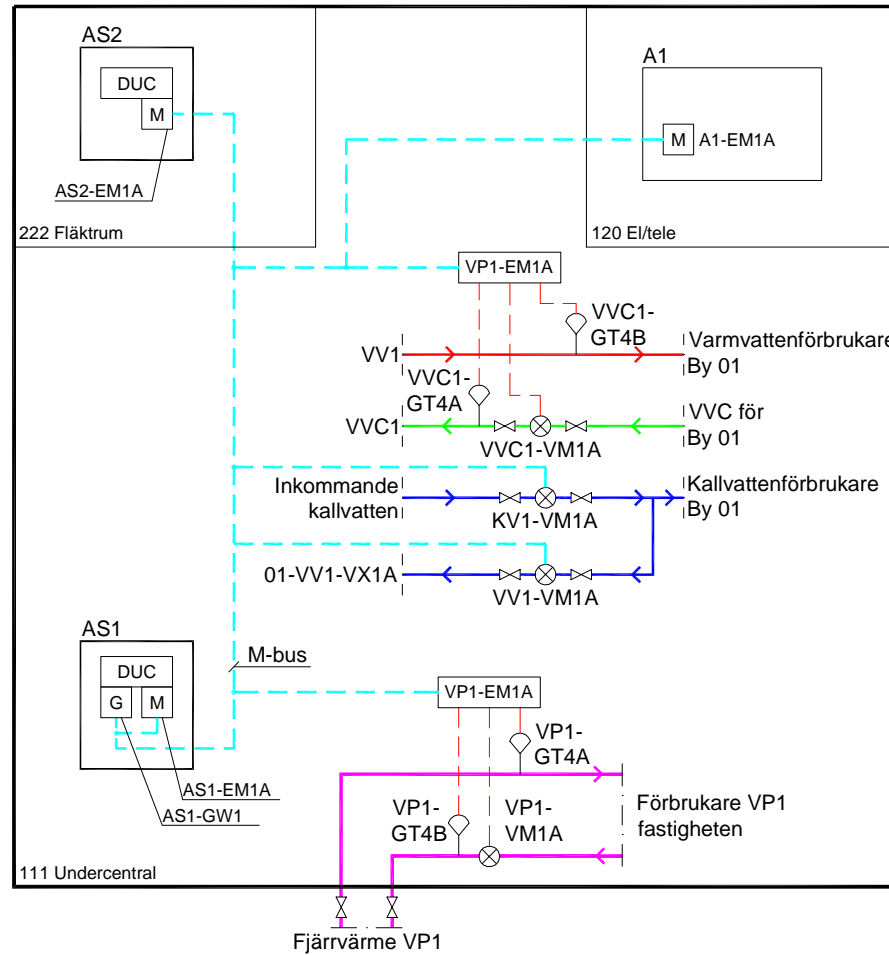 AS2
DUC
M
AS2-EM1A
222 Fläktrum
A1
M
A1-EM1A
120 El/tele
VP1-EM1A
VVC1-
GT4B
VV1
Varmvattenförbrukare
By 01
VVC1-
GT4A
VVC1
VVC för
By 01
VVC1-VM1A
Inkommande
kallvatten
Kallvattenförbrukare
By 01
KV1-VM1A
01-VV1-VX1A
VV1-VM1A
AS1
DUC
G
M
M-bus
AS1-EM1A
AS1-GW1
VP1-EM1A
VP1-
GT4A
VP1-
GT4B
VP1-
VM1A
Förbrukare VP1
fastigheten
111 Undercentral
Fjärrvärme VP1